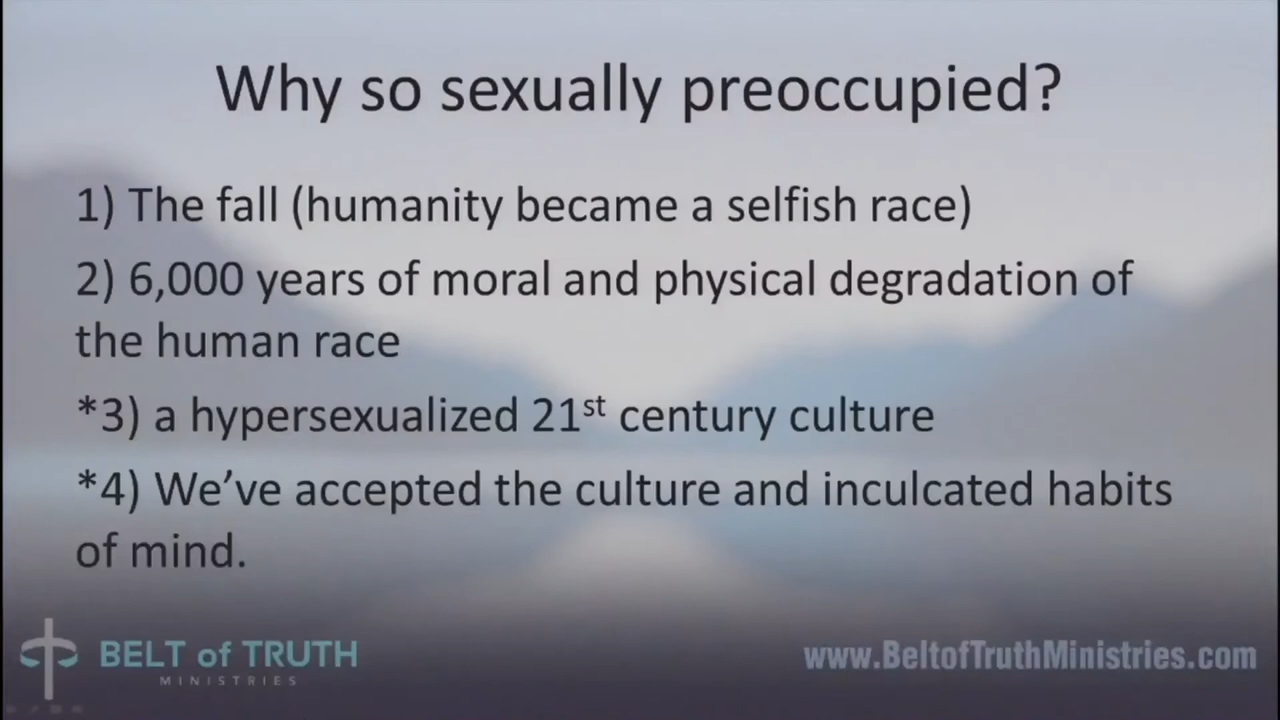 Why so sexually preoccupied?
1) The fall (humanity became a selfish race)
2) 6,000 years of moral and physical degradation of
the human race
*3) a hypersexualized 21st century culture
*4) We’ve accepted the culture and inculcated habits
of mind.
BELT of TRUTH
MINISTRIES
www.BeltofTruthMinistries.com